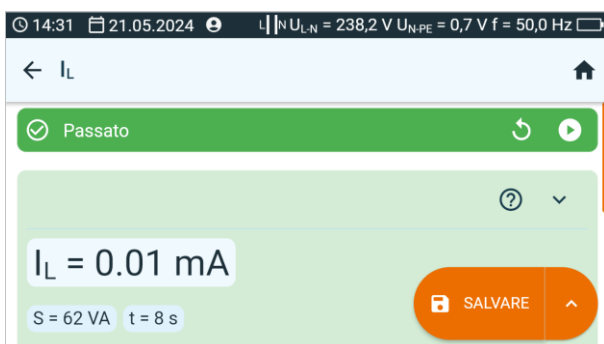 14:31 21.05.2024 L N U L-N = 238,2 V U N-PE = 0,7 V f = 50,0 Hz
I L
Passato
I L = 0.01 mA
SALVARE
S = 62 VA t = 8 s